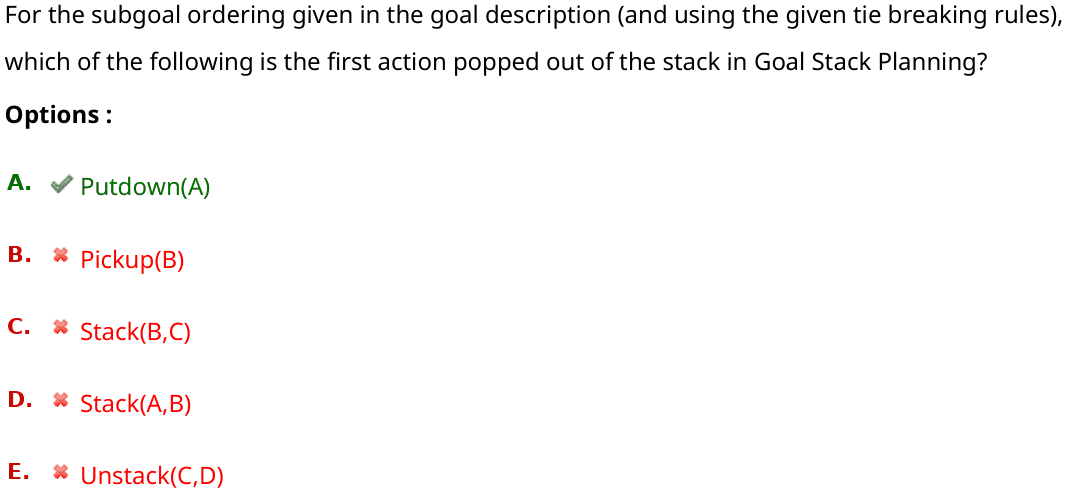 For the subgoal ordering given in the goal description (and using the given tie breaking rules),
which of the following is the first action popped out of the stack in Goal Stack Planning?
Options :
A. Putdown(A)
B. Pickup(B)
C. Stack(B,C)
D. Stack(A,B)
E. Unstack(C,D)